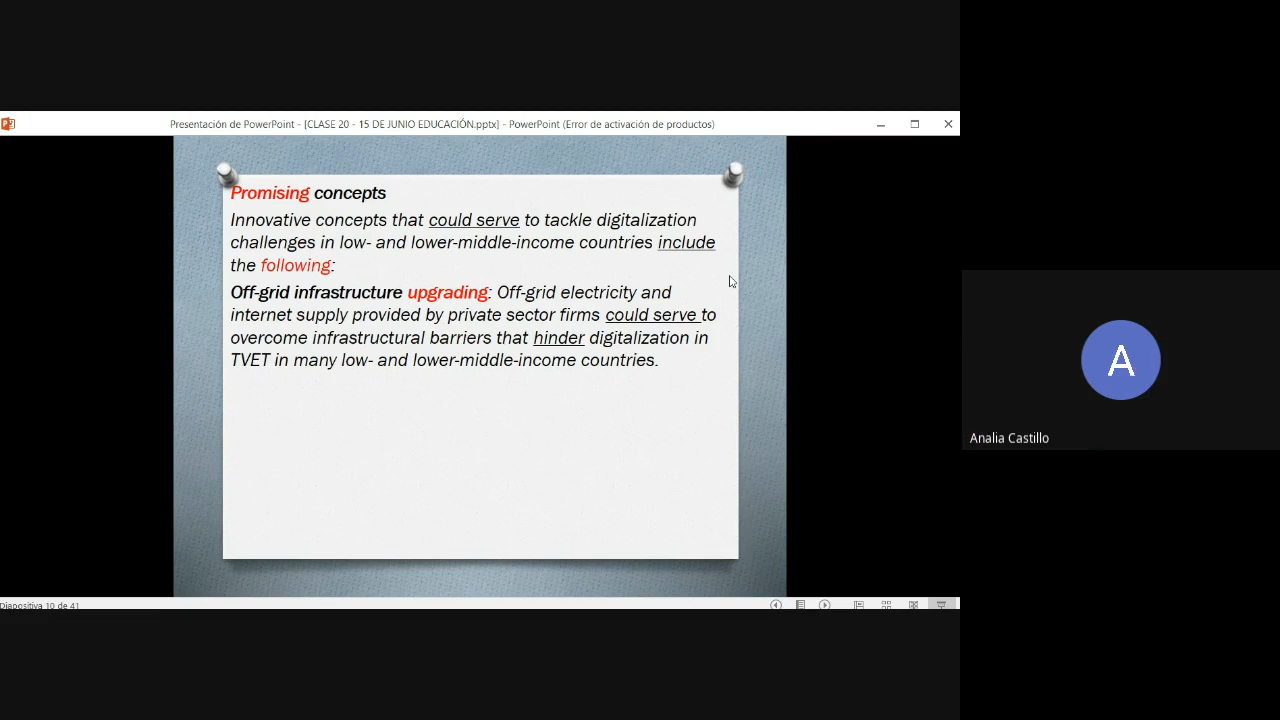 Presentación de PowerPoint - [CLASE 20 - 15 DE JUNIO EDUCACIÓN.pptx] - PowerPoint (Error de activación de productos)
Promising concepts
Innovative concepts that could serve to tackle digitalization
challenges in low- and lower-middle-income countries include
the following:
Off-grid infrastructure upgrading: Off-grid electricity and
internet supply provided by private sector firms could serve to
overcome infrastructural barriers that hinder digitalization in
TVET in many low- and lower-middle-income countries.
A
Analia Castillo
Diapositiva 10 de 41